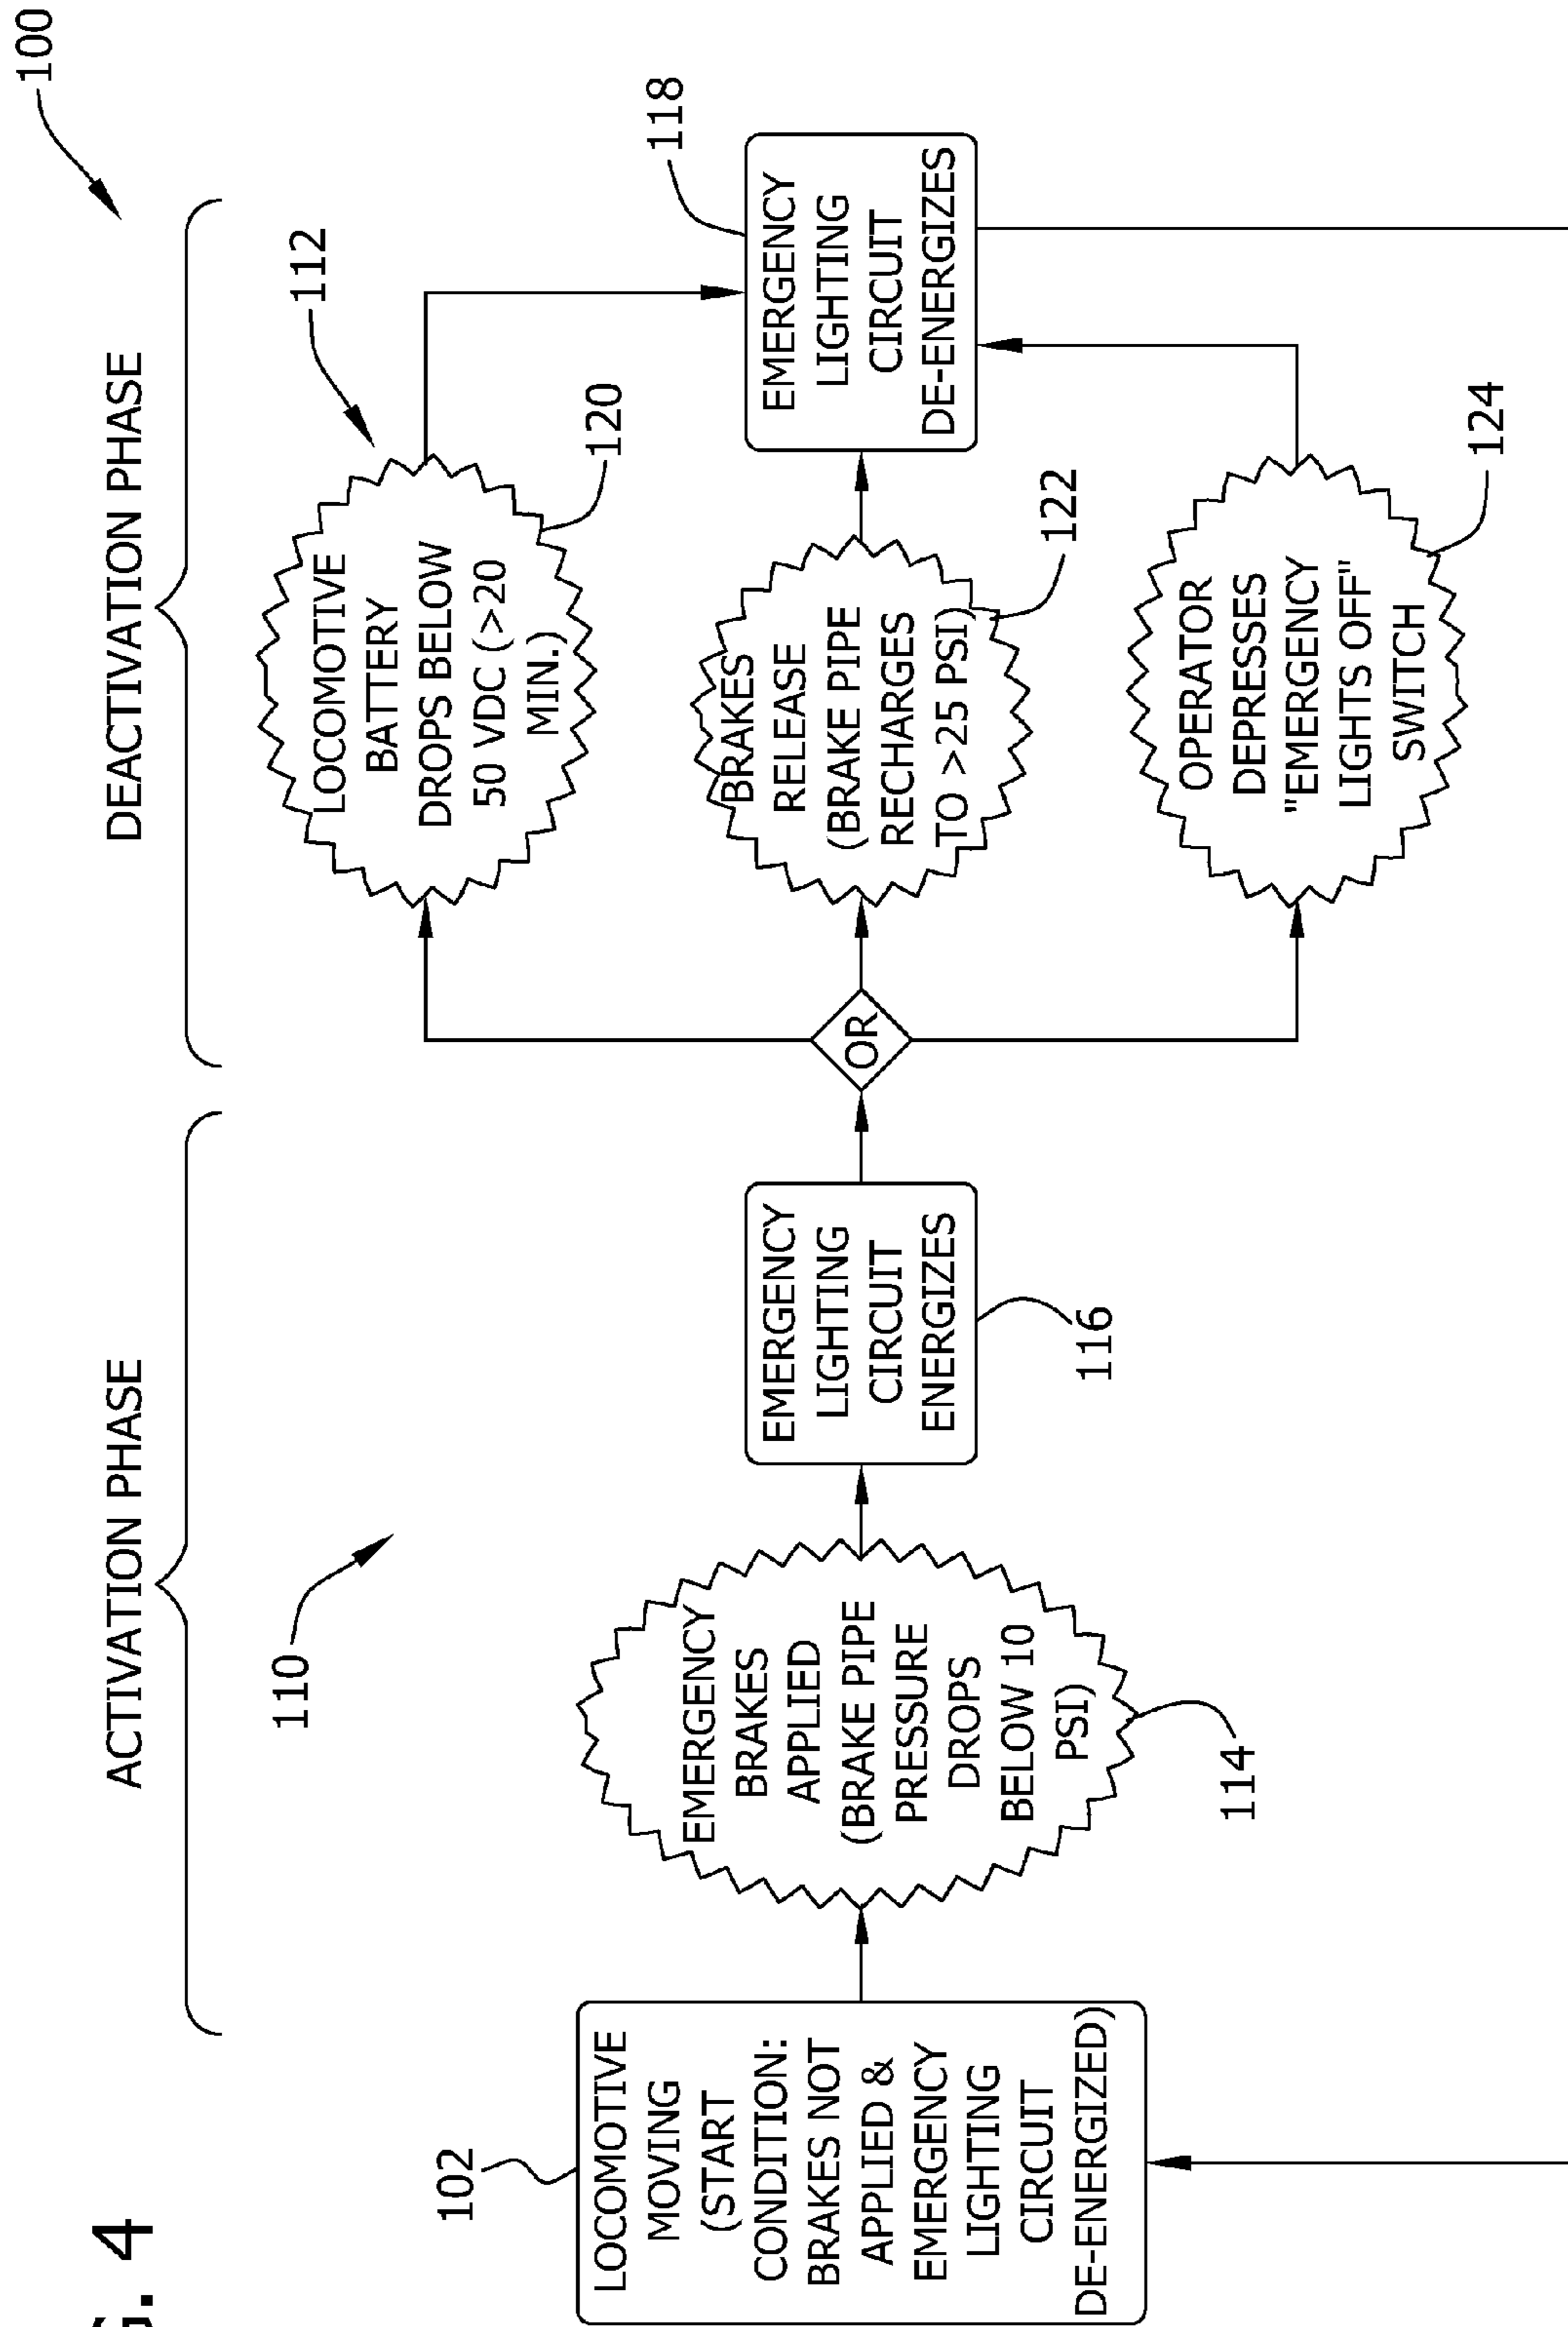 G. 4
100
ACTIVATION PHASE
DEACTIVATION PHASE
110
112
102
LOCOMOTIVE
MOVING
(START
CONDITION:
BRAKES NOT
APPLIED &
EMERGENCY
LIGHTING
CIRCUIT
DE-ENERGIZED)
EMERGENCY
BRAKES
APPLIED
(BRAKE PIPE
PRESSURE
DROPS
BELOW 10
PSI)
114
EMERGENCY
LIGHTING
CIRCUIT
ENERGIZES
116
OR
LOCOMOTIVE
BATTERY
DROPS BELOW
50 VDC (>20
MIN.)
120
BRAKES
RELEASE
(BRAKE PIPE
RECHARGES
TO >25 PSI)
122
OPERATOR
DEPRESSES
"EMERGENCY
LIGHTS OFF"
SWITCH
124
118
EMERGENCY
LIGHTING
CIRCUIT
DE-ENERGIZES